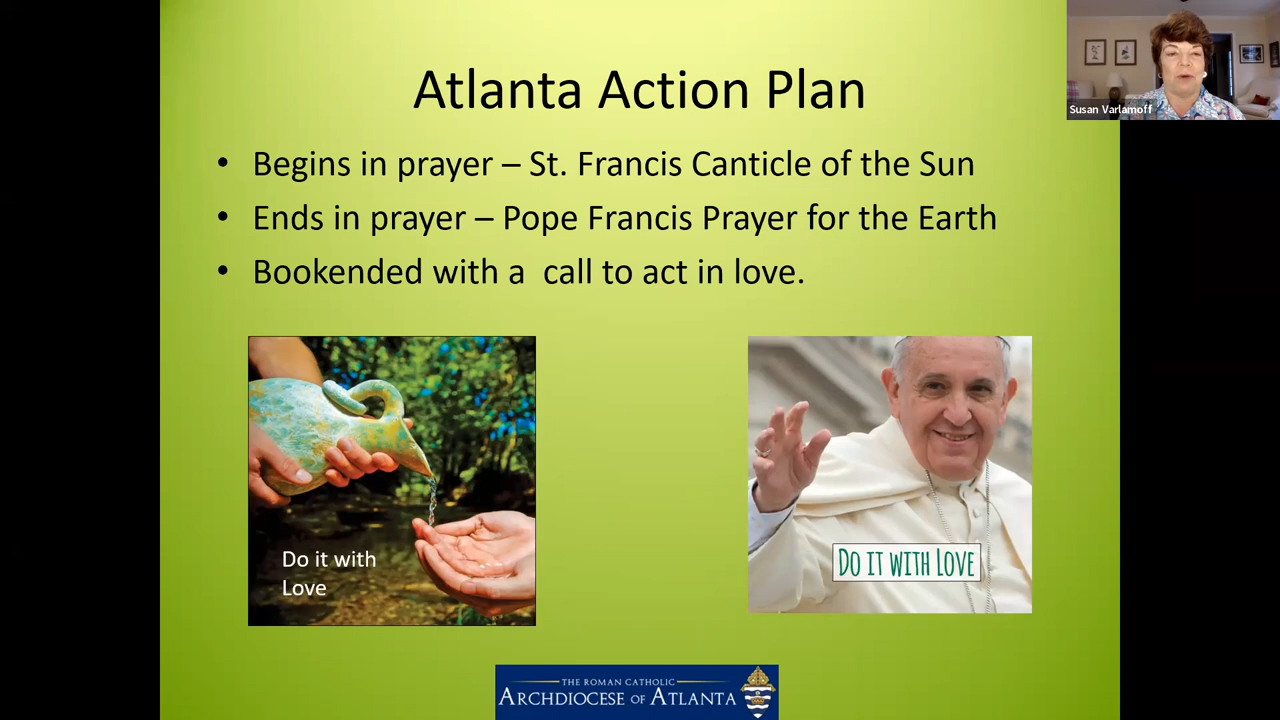 Atlanta Action Plan
Susan Varlamoff
• Begins in prayer – St. Francis Canticle of the Sun
• Ends in prayer – Pope Francis Prayer for the Earth
• Bookended with a  call to act in love.
Do it with
Love
DO IT WITH LOVE
THE ROMAN CATHOLIC
ARCHDIOCESE OF ATLANTA